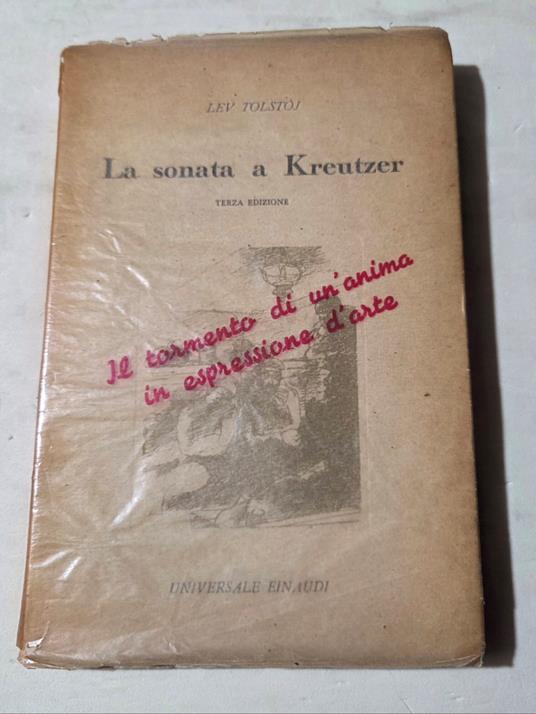 LEV TOLSTÒJ
La sonata a Kreutzer
TERZA EDIZIONE
Il tormento di un'anima
in espressione d'arte
UNIVERSALE EINAUDI